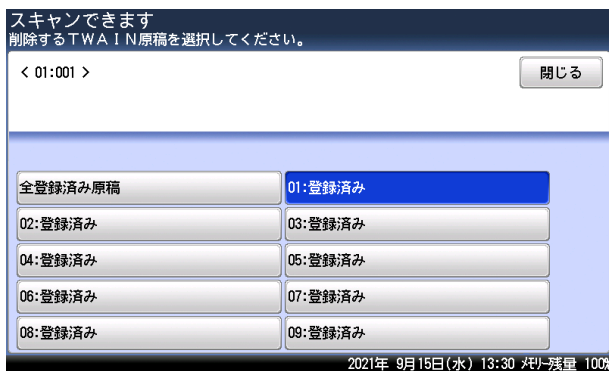 スキャンできます
削除するTWAIN原稿を選択してください。
< 01:001 >
閉じる
全登録済み原稿
01:登録済み
02:登録済み
03:登録済み
04:登録済み
05:登録済み
06:登録済み
07:登録済み
08:登録済み
09:登録済み
2021年 9月15日(水) 13:30 メモリー残量 100%